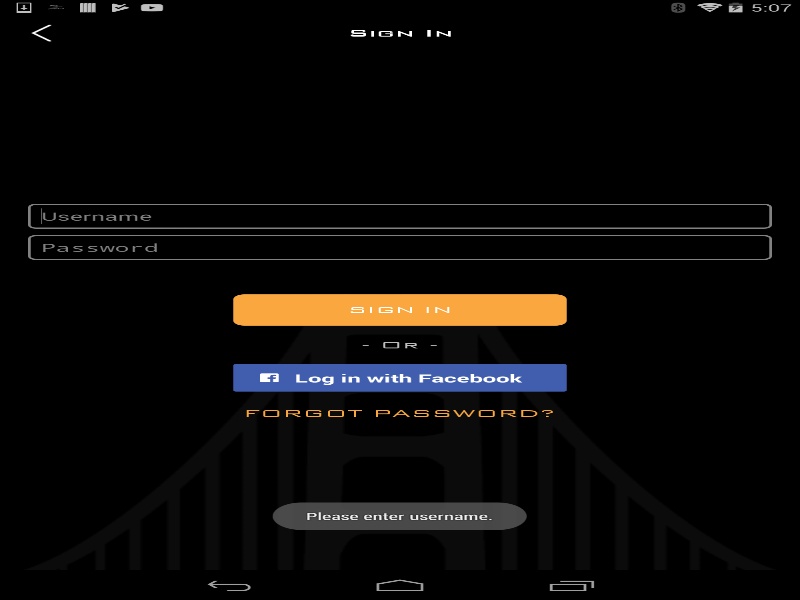 5:07
Sign In
Username
Password
SIGN IN
- Or -
Log in with Facebook
FORGOT PASSWORD?
Please enter username.